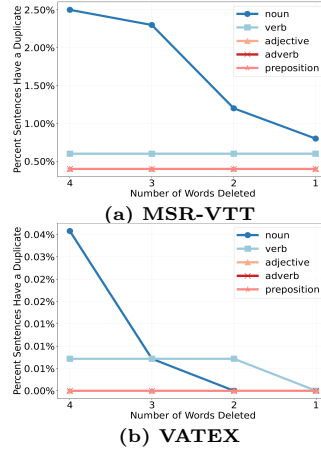 Percent Sentences Have a Duplicate
2.50%
2.00%
1.50%
1.00%
0.50%
noun
verb
adjective
adverb
preposition
4
3
2
1
Number of Words Deleted
(a) MSR-VTT
Percent Sentences Have a Duplicate
0.04%
0.03%
0.02%
0.02%
0.01%
0.01%
0.00%
noun
verb
adjective
adverb
preposition
4
3
2
1
Number of Words Deleted
(b) VATEX